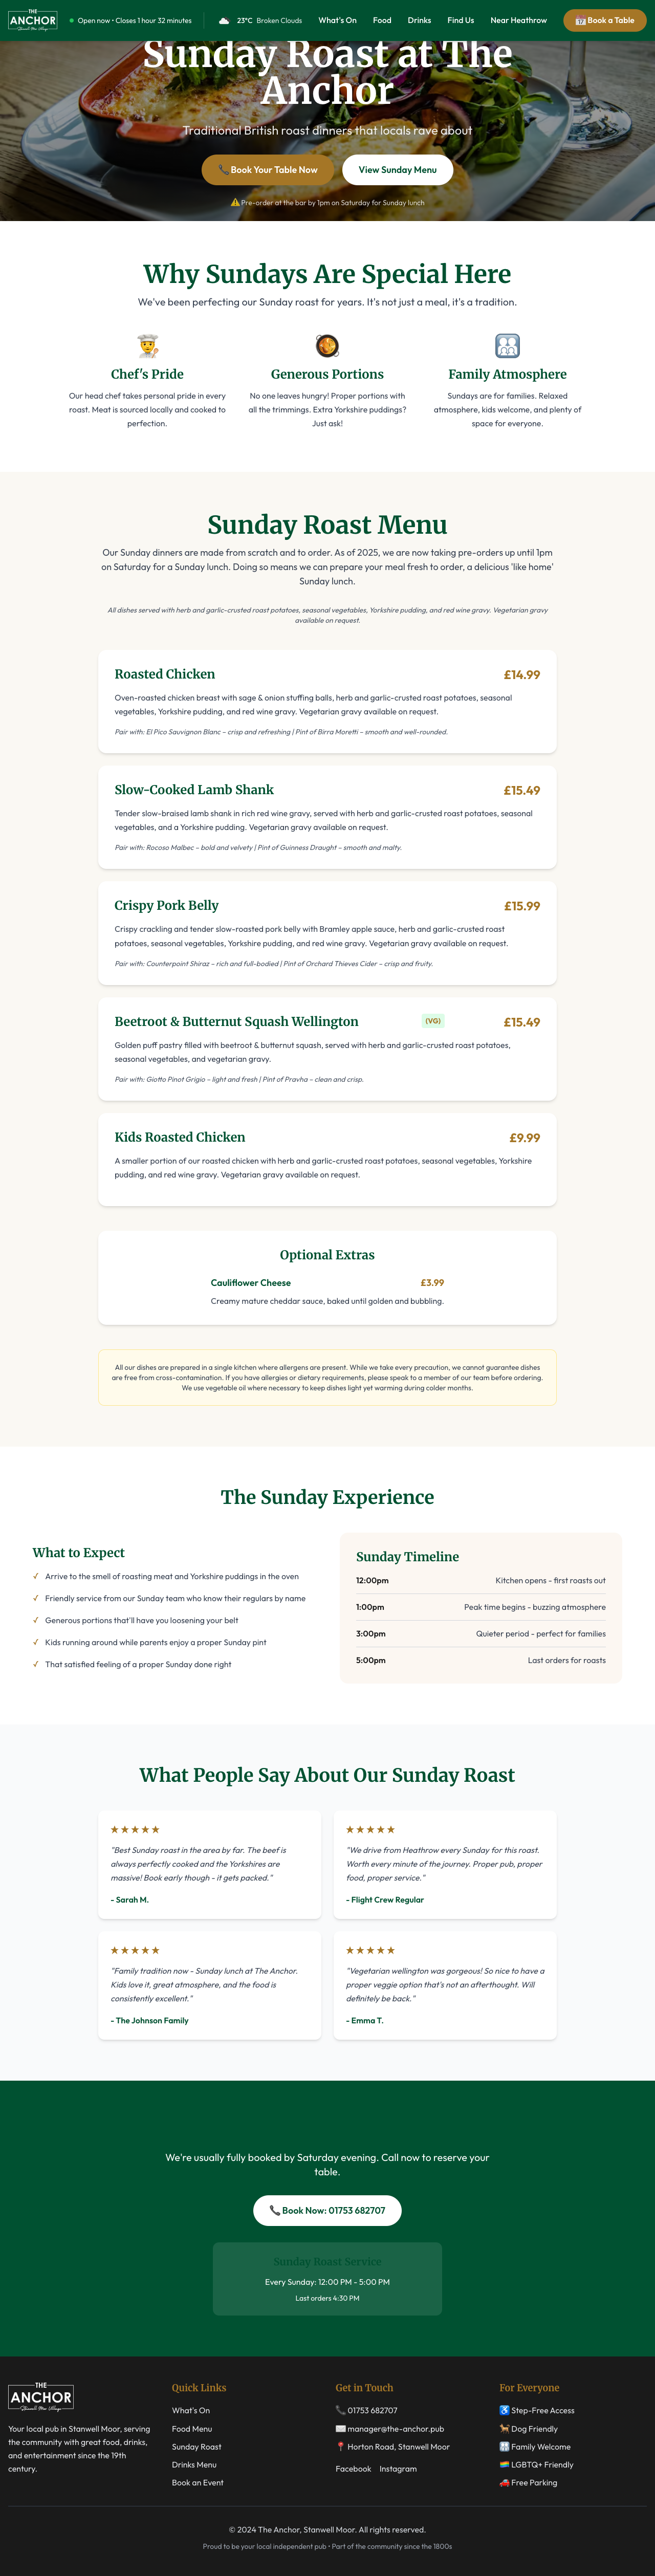 THE
ANCHOR
Stanwell Moor Village
Open now • Closes 1 hour 32 minutes
23°C Broken Clouds
What's On
Food
Drinks
Find Us
Near Heathrow
Book a Table
Sunday Roast at The
Anchor
Traditional British roast dinners that locals rave about
Book Your Table Now
View Sunday Menu
Pre-order at the bar by 1pm on Saturday for Sunday lunch
Why Sundays Are Special Here
We've been perfecting our Sunday roast for years. It's not just a meal, it's a tradition.
Chef's Pride
Our head chef takes personal pride in every
roast. Meat is sourced locally and cooked to
perfection.
Generous Portions
No one leaves hungry! Proper portions with
all the trimmings. Extra Yorkshire puddings?
Just ask!
Family Atmosphere
Sundays are for families. Relaxed
atmosphere, kids welcome, and plenty of
space for everyone.
Sunday Roast Menu
Our Sunday dinners are made from scratch and to order. As of 2025, we are now taking pre-orders up until 1pm
on Saturday for a Sunday lunch. Doing so means we can prepare your meal fresh to order, a delicious 'like home'
Sunday lunch.
All dishes served with herb and garlic-crusted roast potatoes, seasonal vegetables, Yorkshire pudding, and red wine gravy. Vegetarian gravy
available on request.
Roasted Chicken £14.99
Oven-roasted chicken breast with sage & onion stuffing balls, herb and garlic-crusted roast potatoes, seasonal
vegetables, Yorkshire pudding, and red wine gravy. Vegetarian gravy available on request.
Pair with: El Pico Sauvignon Blanc – crisp and refreshing | Pint of Birra Moretti – smooth and well-rounded.
Slow-Cooked Lamb Shank £15.49
Tender slow-braised lamb shank in rich red wine gravy, served with herb and garlic-crusted roast potatoes, seasonal
vegetables, and a Yorkshire pudding. Vegetarian gravy available on request.
Pair with: Rocoso Malbec – bold and velvety | Pint of Guinness Draught – smooth and malty.
Crispy Pork Belly £15.99
Crispy crackling and tender slow-roasted pork belly with Bramley apple sauce, herb and garlic-crusted roast
potatoes, seasonal vegetables, Yorkshire pudding, and red wine gravy. Vegetarian gravy available on request.
Pair with: Counterpoint Shiraz – rich and full-bodied | Pint of Orchard Thieves Cider – crisp and fruity.
Beetroot & Butternut Squash Wellington (VG) £15.49
Golden puff pastry filled with beetroot & butternut squash, served with herb and garlic-crusted roast potatoes,
seasonal vegetables, and vegetarian gravy.
Pair with: Giotto Pinot Grigio – light and fresh | Pint of Pravha – clean and crisp.
Kids Roasted Chicken £9.99
A smaller portion of our roasted chicken with herb and garlic-crusted roast potatoes, seasonal vegetables, Yorkshire
pudding, and red wine gravy. Vegetarian gravy available on request.
Optional Extras
Cauliflower Cheese £3.99
Creamy mature cheddar sauce, baked until golden and bubbling.
All our dishes are prepared in a single kitchen where allergens are present. While we take every precaution, we cannot guarantee dishes
are free from cross-contamination. If you have allergies or dietary requirements, please speak to a member of our team before ordering.
We use vegetable oil where necessary to keep dishes light yet warming during colder months.
The Sunday Experience
What to Expect
✓ Arrive to the smell of roasting meat and Yorkshire puddings in the oven
✓ Friendly service from our Sunday team who know their regulars by name
✓ Generous portions that'll have you loosening your belt
✓ Kids running around while parents enjoy a proper Sunday pint
✓ That satisfied feeling of a proper Sunday done right
Sunday Timeline
12:00pm Kitchen opens - first roasts out
1:00pm Peak time begins - buzzing atmosphere
3:00pm Quieter period - perfect for families
5:00pm Last orders for roasts
What People Say About Our Sunday Roast
★★★★★
"Best Sunday roast in the area by far. The beef is
always perfectly cooked and the Yorkshires are
massive! Book early though - it gets packed."
- Sarah M.
★★★★★
"We drive from Heathrow every Sunday for this roast.
Worth every minute of the journey. Proper pub, proper
food, proper service."
- Flight Crew Regular
★★★★★
"Family tradition now - Sunday lunch at The Anchor.
Kids love it, great atmosphere, and the food is
consistently excellent."
- The Johnson Family
★★★★★
"Vegetarian wellington was gorgeous! So nice to have a
proper veggie option that's not an afterthought. Will
definitely be back."
- Emma T.
We're usually fully booked by Saturday evening. Call now to reserve your
table.
Book Now: 01753 682707
Sunday Roast Service
Every Sunday: 12:00 PM - 5:00 PM
Last orders 4:30 PM
THE
ANCHOR
Stanwell Moor Village
Your local pub in Stanwell Moor, serving
the community with great food, drinks,
and entertainment since the 19th
century.
Quick Links
What's On
Food Menu
Sunday Roast
Drinks Menu
Book an Event
Get in Touch
01753 682707
manager@the-anchor.pub
Horton Road, Stanwell Moor
Facebook Instagram
For Everyone
Step-Free Access
Dog Friendly
Family Welcome
LGBTQ+ Friendly
Free Parking
© 2024 The Anchor, Stanwell Moor. All rights reserved.
Proud to be your local independent pub • Part of the community since the 1800s